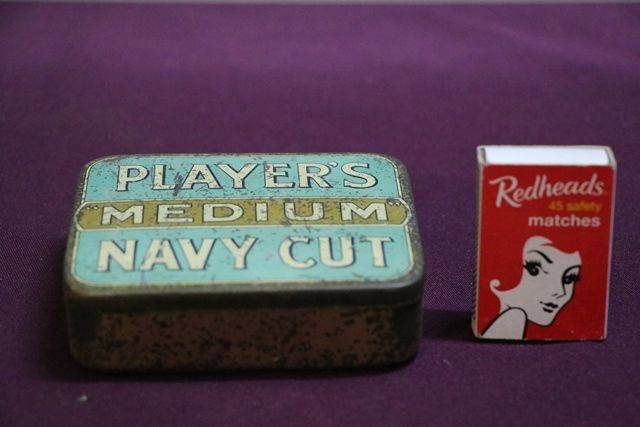 PLAYER'S
MEDIUM
NAVY CUT
Redheads
45 safety
matches